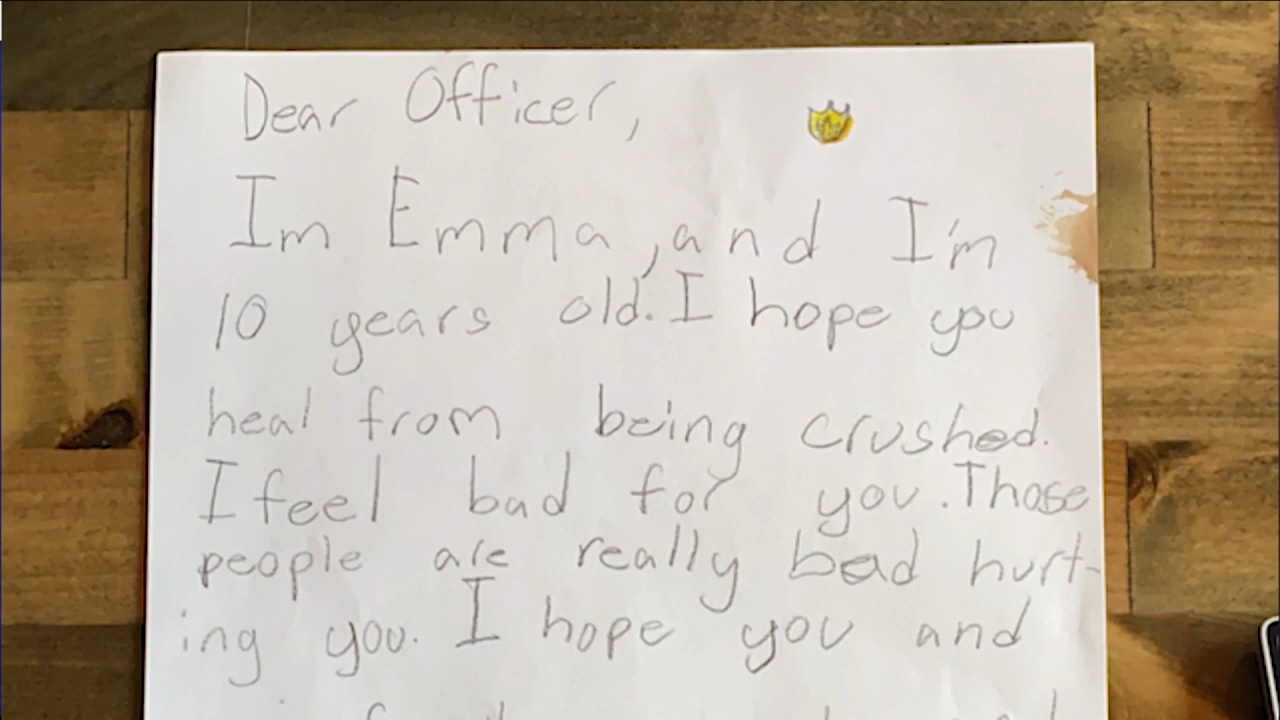 Dear Officer,
Im Emma, and I'm
10 years old. I hope you
heal from being crushed.
I feel bad for you. Those
people are really bad hurt-
ing you. I hope you and